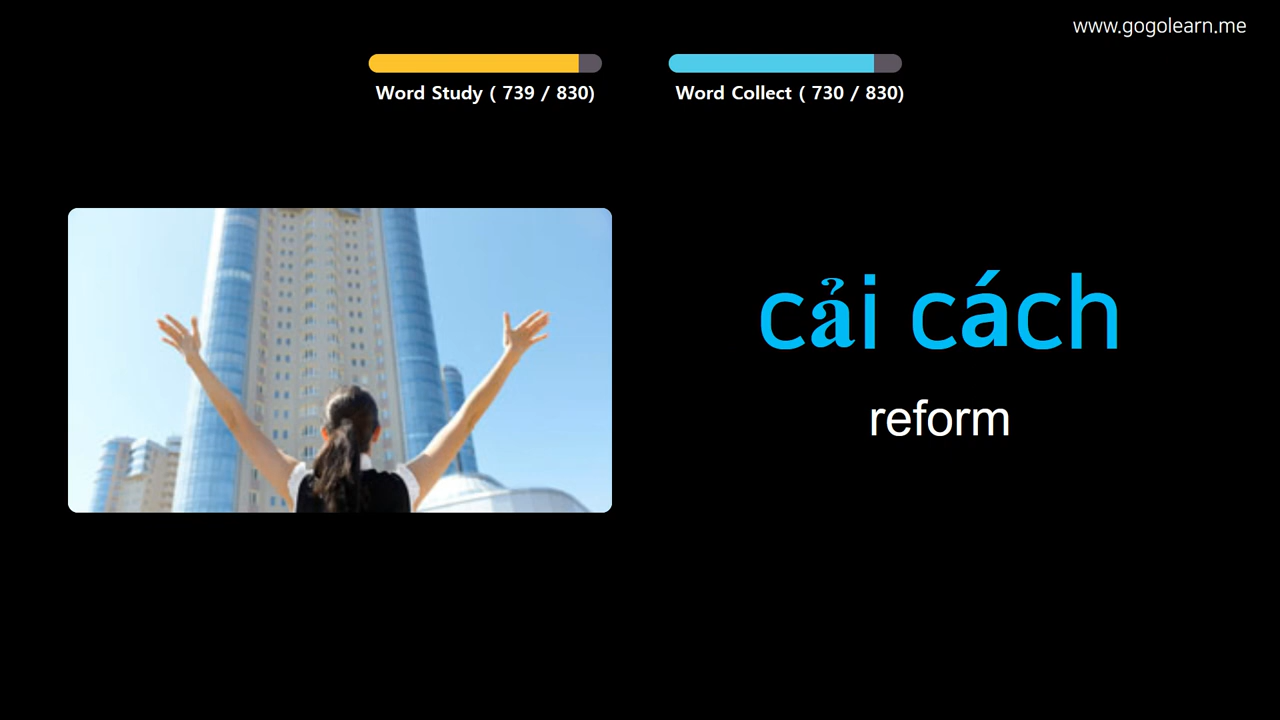 www.gogolearn.me
Word Study ( 739 / 830)
Word Collect ( 730 / 830)
cải cách
reform